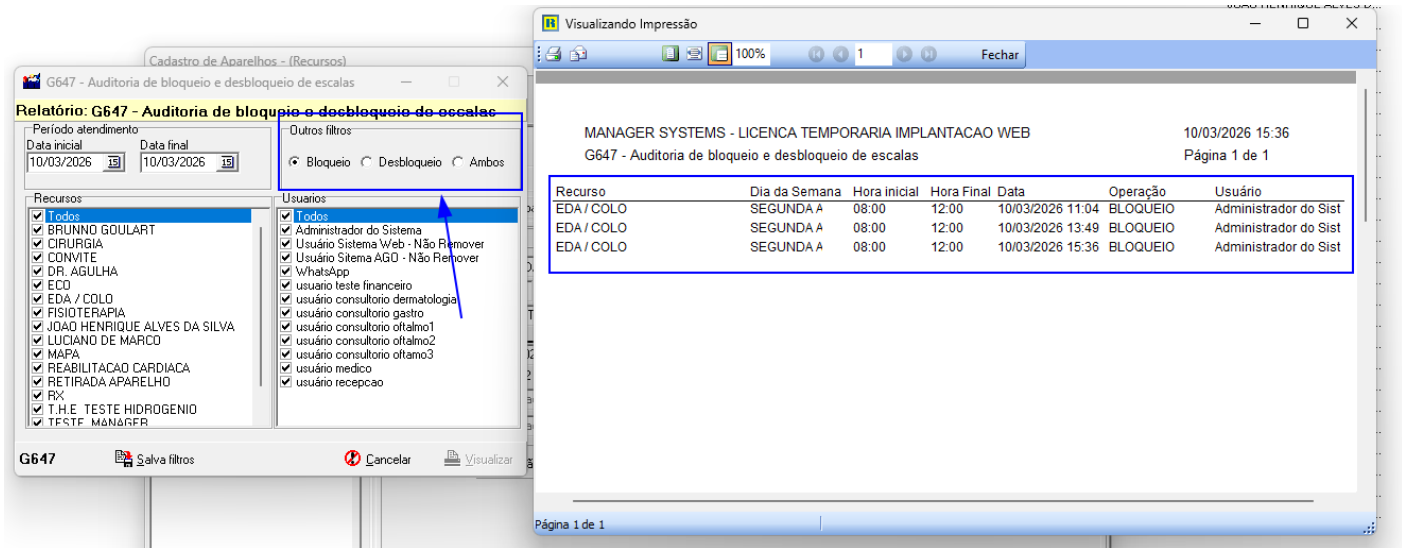 Cadastro de Aparelhos - (Recursos)
G647 - Auditoria de bloqueio e desbloqueio de escalas
Relatório: G647 - Auditoria de bloqueio e desbloqueio de escalas
Período atendimento
Data inicial Data final
10/03/2026 15 10/03/2026 15
Outros filtros
Bloqueio Desbloqueio Ambos
Recursos
Todos
BRUNNO GOULART
CIRURGIA
CONVITE
DR. AGULHA
ECO
EDA / COLO
FISIOTERAPIA
JOAO HENRIQUE ALVES DA SILVA
LUCIANO DE MARCO
MAPA
REABILITACAO CARDIACA
RETIRADA APARELHO
RX
T.H.E TESTE HIDROGENIO
TESTE MANAGER
Usuarios
Todos
Administrador do Sistema
Usuário Sistema Web - Não Remover
Usuário Sitema AGO - Não Remover
WhatsApp
usuario teste financeiro
usuário consultorio dermatologia
usuário consultorio gastro
usuário consultorio oftalmo1
usuário consultorio oftalmo2
usuário consultorio oftamo3
usuário medico
usuário recepcao
G647 Salva filtros Cancelar Visualizar
JOAO HENRIQUE ALVES D...
Visualizando Impressão
100% 1 Fechar
MANAGER SYSTEMS - LICENCA TEMPORARIA IMPLANTACAO WEB 10/03/2026 15:36
G647 - Auditoria de bloqueio e desbloqueio de escalas Página 1 de 1
Recurso Dia da Semana Hora inicial Hora Final Data Operação Usuário
EDA / COLO SEGUNDA A 08:00 12:00 10/03/2026 11:04 BLOQUEIO Administrador do Sist
EDA / COLO SEGUNDA A 08:00 12:00 10/03/2026 13:49 BLOQUEIO Administrador do Sist
EDA / COLO SEGUNDA A 08:00 12:00 10/03/2026 15:36 BLOQUEIO Administrador do Sist
Página 1 de 1